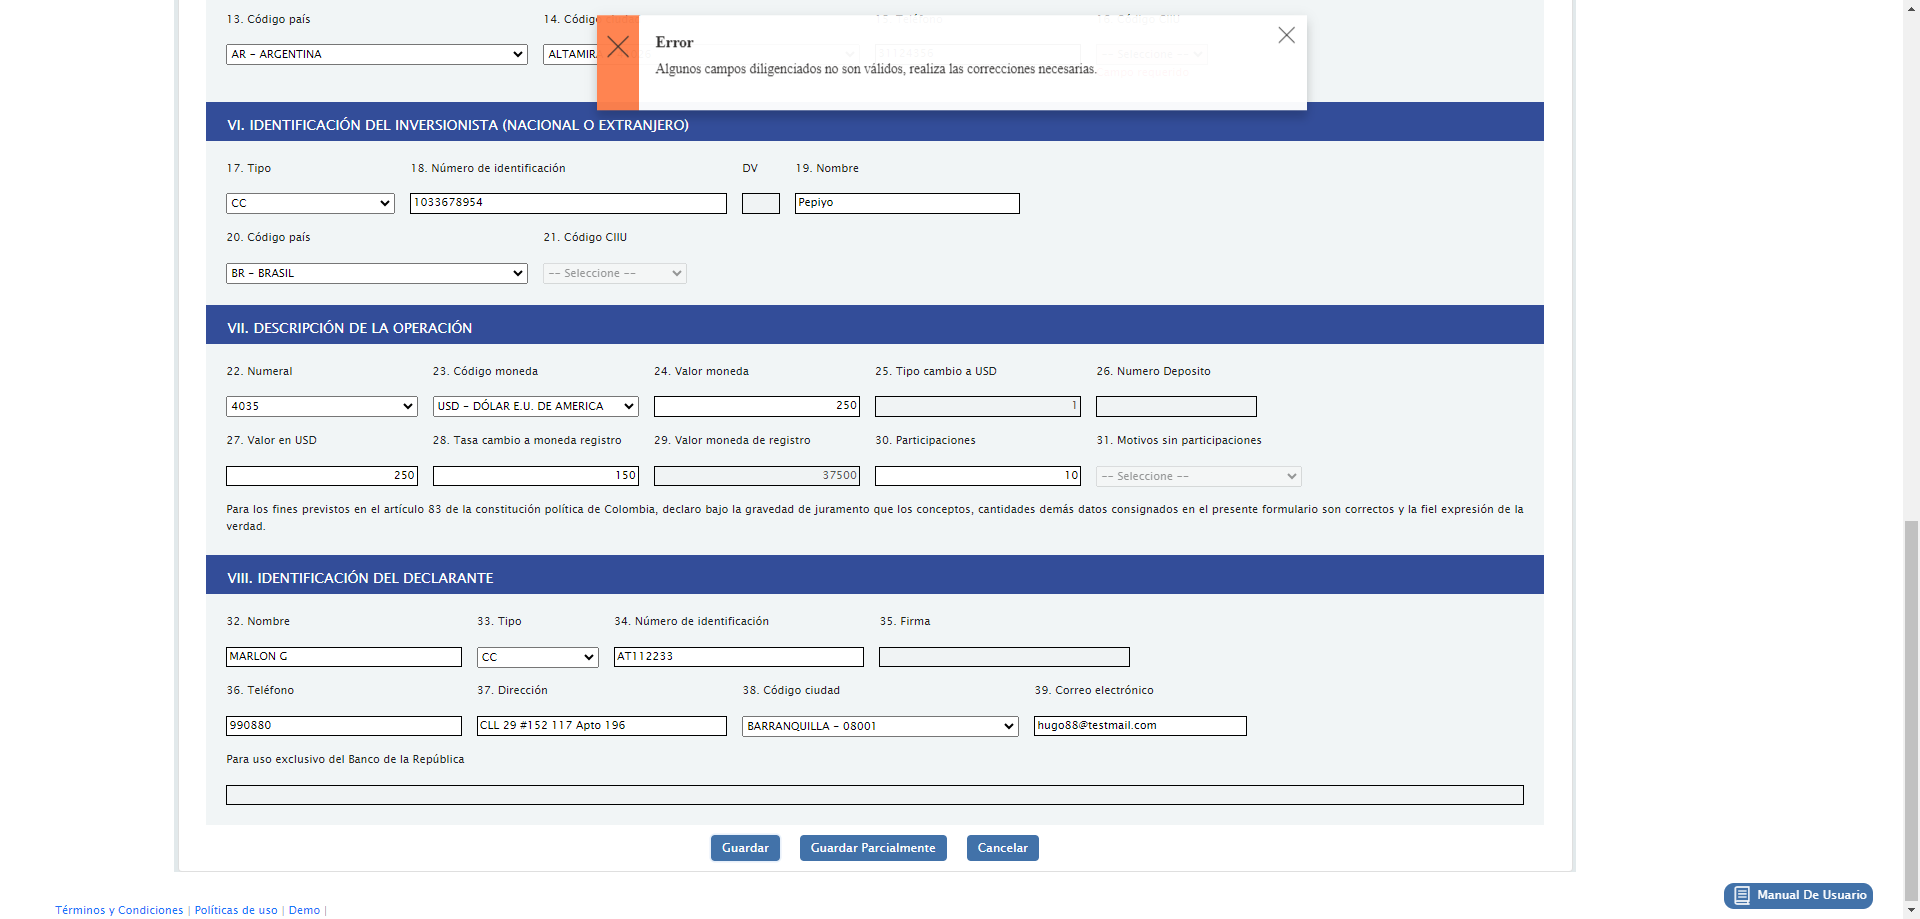 13. Código país
14. Código
AR - ARGENTINA
ALTAMIR
Error
Algunos campos diligenciados no son válidos, realiza las correcciones necesarias.
VI. IDENTIFICACIÓN DEL INVERSIONISTA (NACIONAL O EXTRANJERO)
17. Tipo 18. Número de identificación DV 19. Nombre
CC 1033678954 Pepiyo
20. Código país 21. Código CIIU
BR - BRASIL -- Seleccione --
VII. DESCRIPCIÓN DE LA OPERACIÓN
22. Numeral 23. Código moneda 24. Valor moneda 25. Tipo cambio a USD 26. Numero Deposito
4035 USD - DÓLAR E.U. DE AMERICA 250 1
27. Valor en USD 28. Tasa cambio a moneda registro 29. Valor moneda de registro 30. Participaciones 31. Motivos sin participaciones
250 150 37500 10 -- Seleccione --
Para los fines previstos en el artículo 83 de la constitución política de Colombia, declaro bajo la gravedad de juramento que los conceptos, cantidades demás datos consignados en el presente formulario son correctos y la fiel expresión de la
verdad.
VIII. IDENTIFICACIÓN DEL DECLARANTE
32. Nombre 33. Tipo 34. Número de identificación 35. Firma
MARLON G CC AT112233
36. Teléfono 37. Dirección 38. Código ciudad 39. Correo electrónico
990880 CLL 29 #152 117 Apto 196 BARRANQUILLA - 08001 hugo88@testmail.com
Para uso exclusivo del Banco de la República
Guardar Guardar Parcialmente Cancelar
Manual De Usuario
Términos y Condiciones | Políticas de uso | Demo |